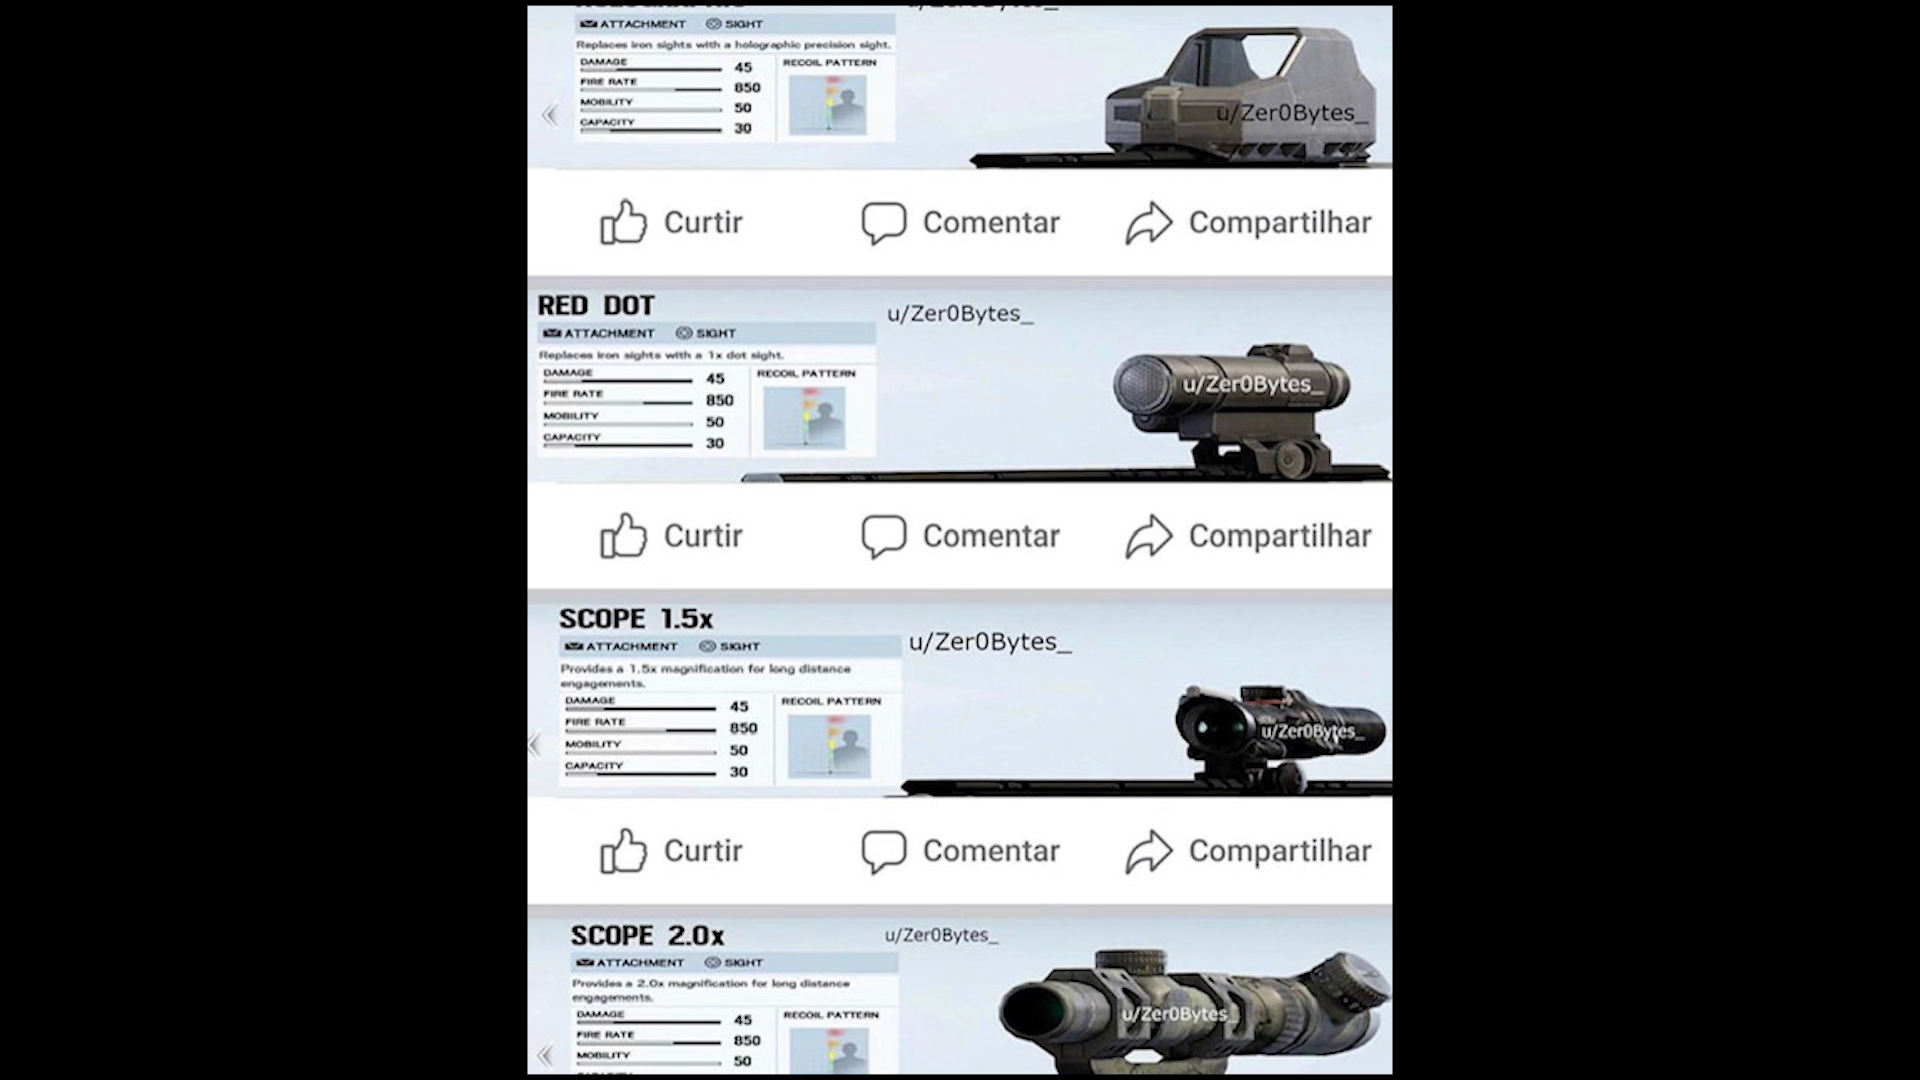 ATTACHMENT SIGHT
Replaces iron sights with a holographic precision sight.
DAMAGE 45 RECOIL PATTERN
FIRE RATE 850
MOBILITY 50
CAPACITY 30
u/Zer0Bytes_
Curtir Comentar Compartilhar
RED DOT
u/Zer0Bytes_
ATTACHMENT SIGHT
Replaces iron sights with a 1x dot sight.
DAMAGE 45 RECOIL PATTERN
FIRE RATE 850
MOBILITY 50
CAPACITY 30
u/Zer0Bytes_
Curtir Comentar Compartilhar
SCOPE 1.5x
u/Zer0Bytes_
ATTACHMENT SIGHT
Provides a 1.5x magnification for long distance
engagements.
DAMAGE 45 RECOIL PATTERN
FIRE RATE 850
MOBILITY 50
CAPACITY 30
u/Zer0Bytes_
Curtir Comentar Compartilhar
SCOPE 2.0x
u/Zer0Bytes_
ATTACHMENT SIGHT
Provides a 2.0x magnification for long distance
engagements.
DAMAGE 45 RECOIL PATTERN
FIRE RATE 850
MOBILITY 50
u/Zer0Bytes_